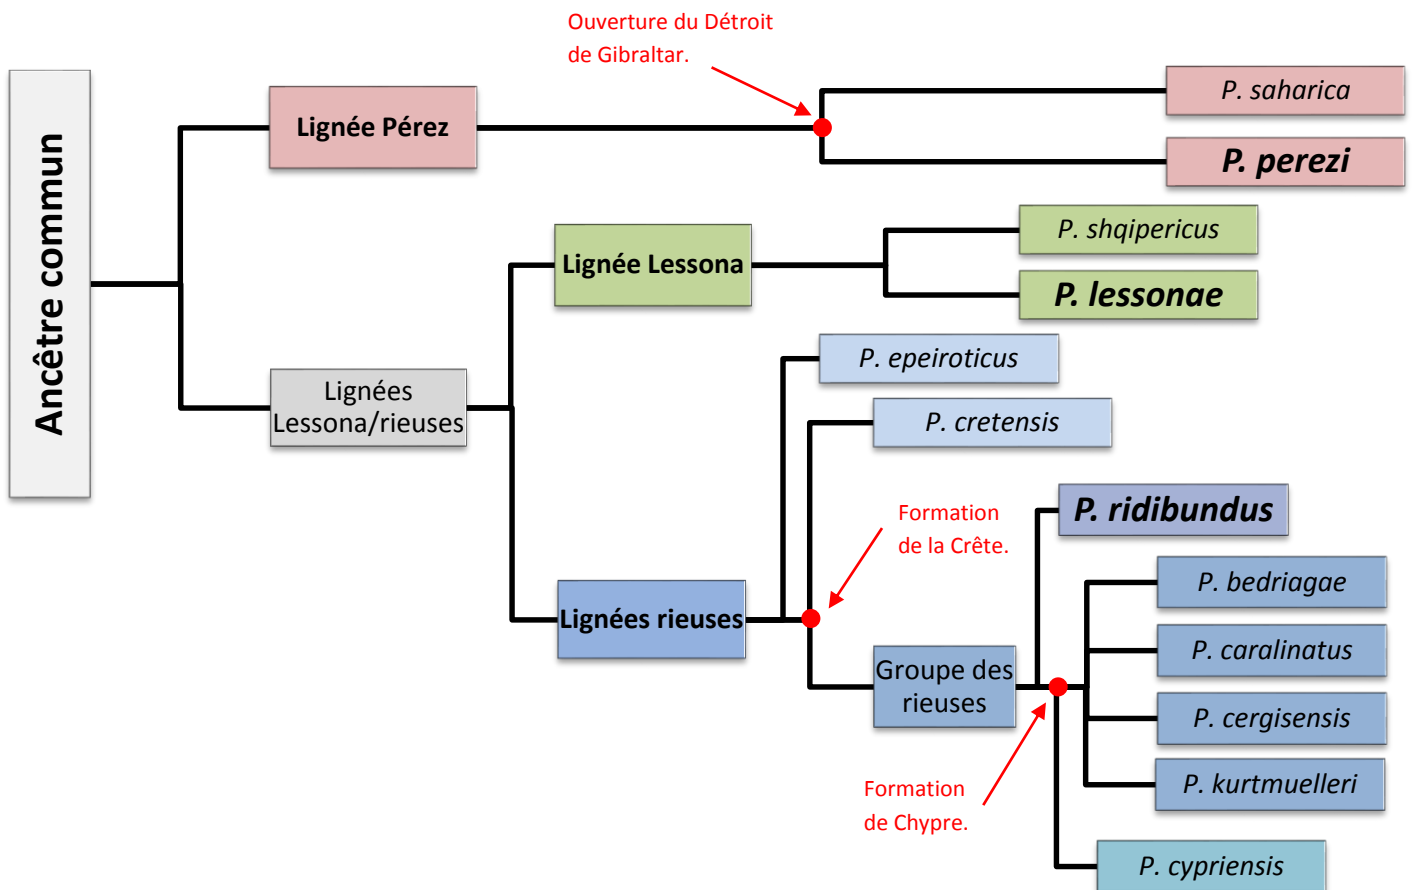 Ouverture du Détroit
de Gibraltar.
P. saharica
Lignée Pérez
P. perezi
Ancêtre commun
P. shqipericus
Lignée Lessona
P. lessonae
P. epeiroticus
Lignées
Lessona/rieuses
P. cretensis
P. ridibundus
Formation
de la Crête.
P. bedriagae
Lignées rieuses
P. caralinatus
Groupe des
rieuses
P. cergisensis
P. kurtmuelleri
Formation
de Chypre.
P. cypriensis